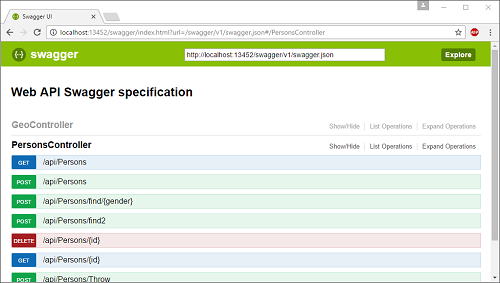 Swagger UI
localhost:13452/swagger/index.html?url=/swagger/v1/swagger.json#/PersonsController
ABP
swagger
http://localhost:13452/swagger/v1/swagger.json
Explore
Web API Swagger specification
GeoController
Show/Hide
List Operations
Expand Operations
PersonsController
Show/Hide
List Operations
Expand Operations
GET /api/Persons
POST /api/Persons
POST /api/Persons/find/{gender}
POST /api/Persons/find2
DELETE /api/Persons/{id}
GET /api/Persons/{id}
POST /api/Persons/Throw